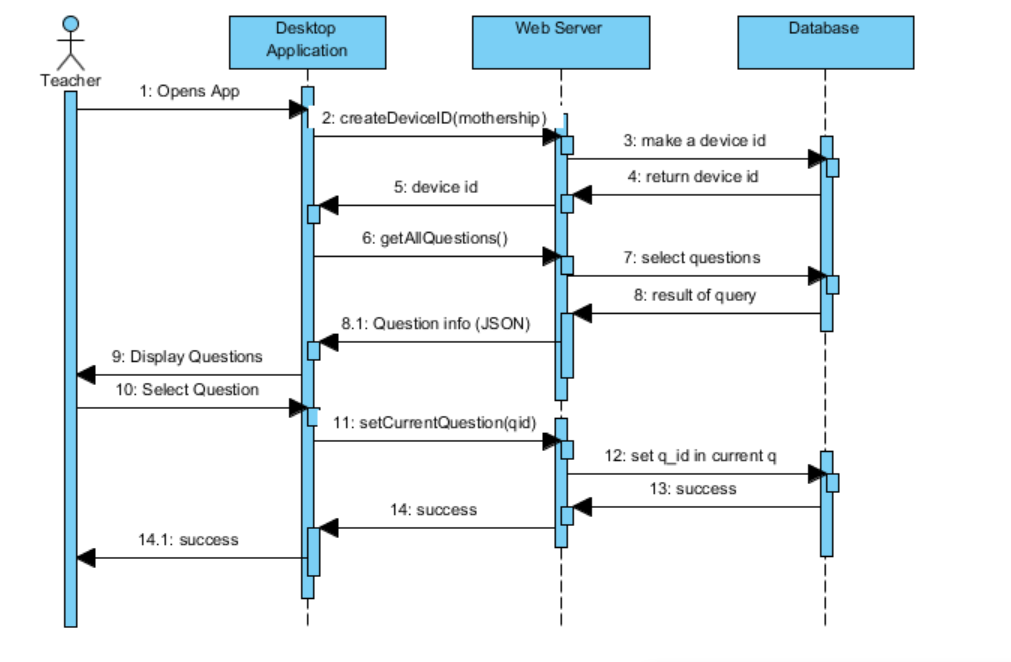 Teacher
Desktop
Application
Web Server
Database
1: Opens App
2: createDeviceID(mothership)
3: make a device id
4: return device id
5: device id
6: getAllQuestions()
7: select questions
8: result of query
8.1: Question info (JSON)
9: Display Questions
10: Select Question
11: setCurrentQuestion(qid)
12: set q_id in current q
13: success
14: success
14.1: success